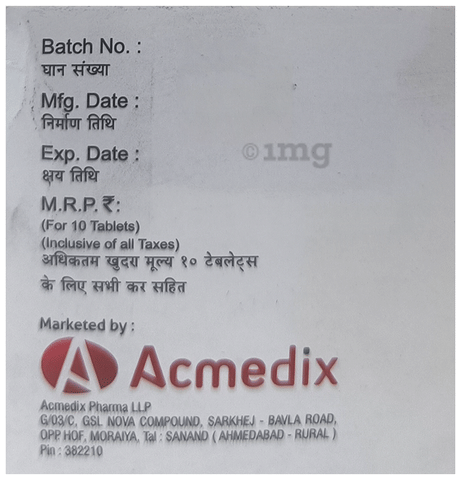 Batch No. :
घान संख्या
Mfg. Date :
निर्माण तिथि
Exp. Date :
क्षय तिथि
©1mg
M.R.P. ₹:
(For 10 Tablets)
(Inclusive of all Taxes)
अधिकतम खुदरा मूल्य १० टेबलेट्स
के लिए सभी कर सहित
Marketed by :
Acmedix
Acmedix Pharma LLP
G/03/C, GSL NOVA COMPOUND, SARKHEJ - BAVLA ROAD,
OPP HOF, MORAIYA, Tal : SANAND ( AHMEDABAD - RURAL )
Pin : 382210